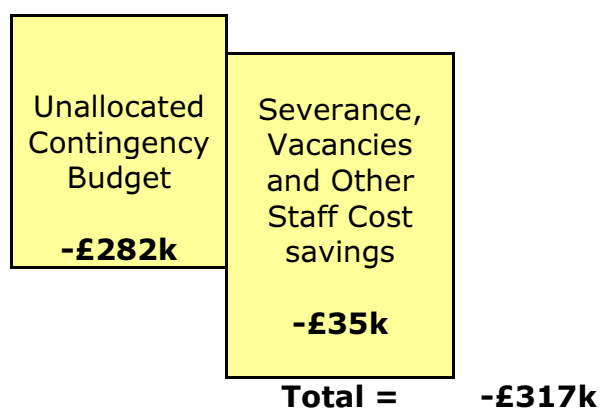 Unallocated
Contingency
Budget
-£282k
Severance,
Vacancies
and Other
Staff Cost
savings
-£35k
Total = -£317k